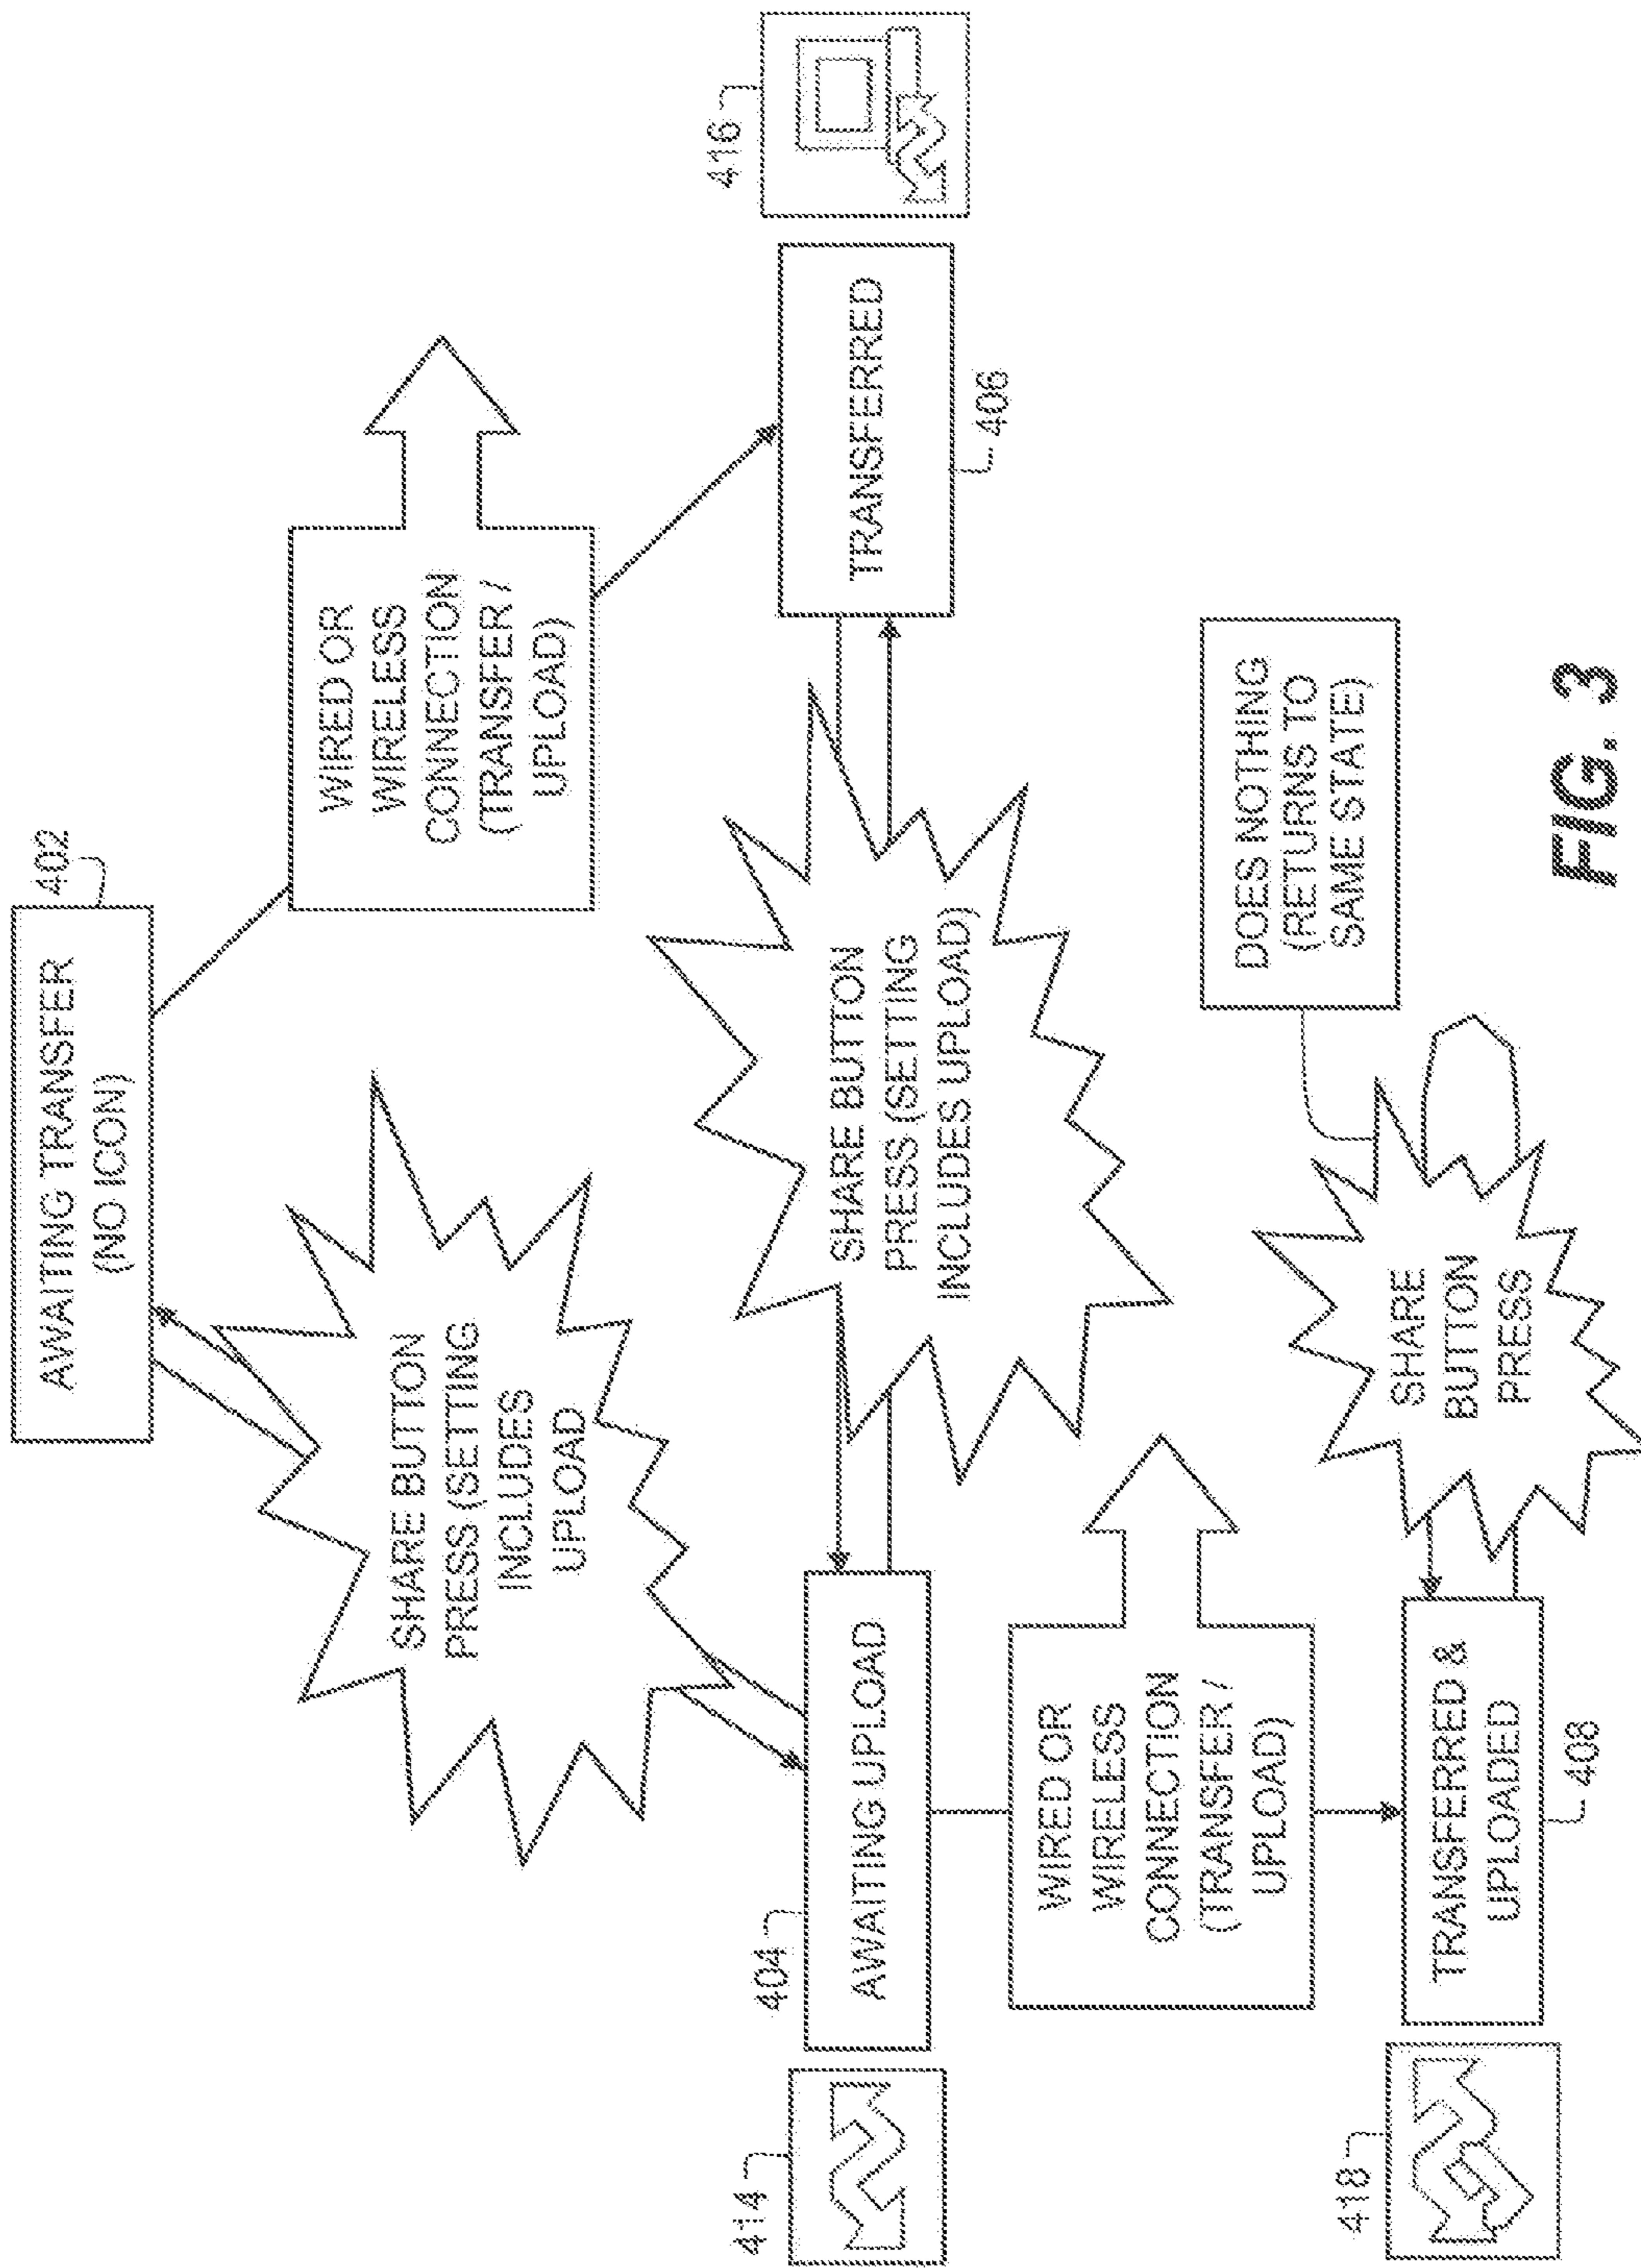 402
AWAITING TRANSFER
(NO ICON)
WIRED OR
WIRELESS
CONNECTION
(TRANSFER /
UPLOAD)
SHARE BUTTON
PRESS (SETTING
INCLUDES
UPLOAD
416
TRANSFERRED
406
SHARE BUTTON
PRESS (SETTING
INCLUDES UPLOAD)
414
404
AWAITING UPLOAD
WIRED OR
WIRELESS
CONNECTION
(TRANSFER /
UPLOAD)
DOES NOTHING
(RETURNS TO
SAME STATE)
SHARE
BUTTON
PRESS
418
TRANSFERRED &
UPLOADED
408
FIG. 3